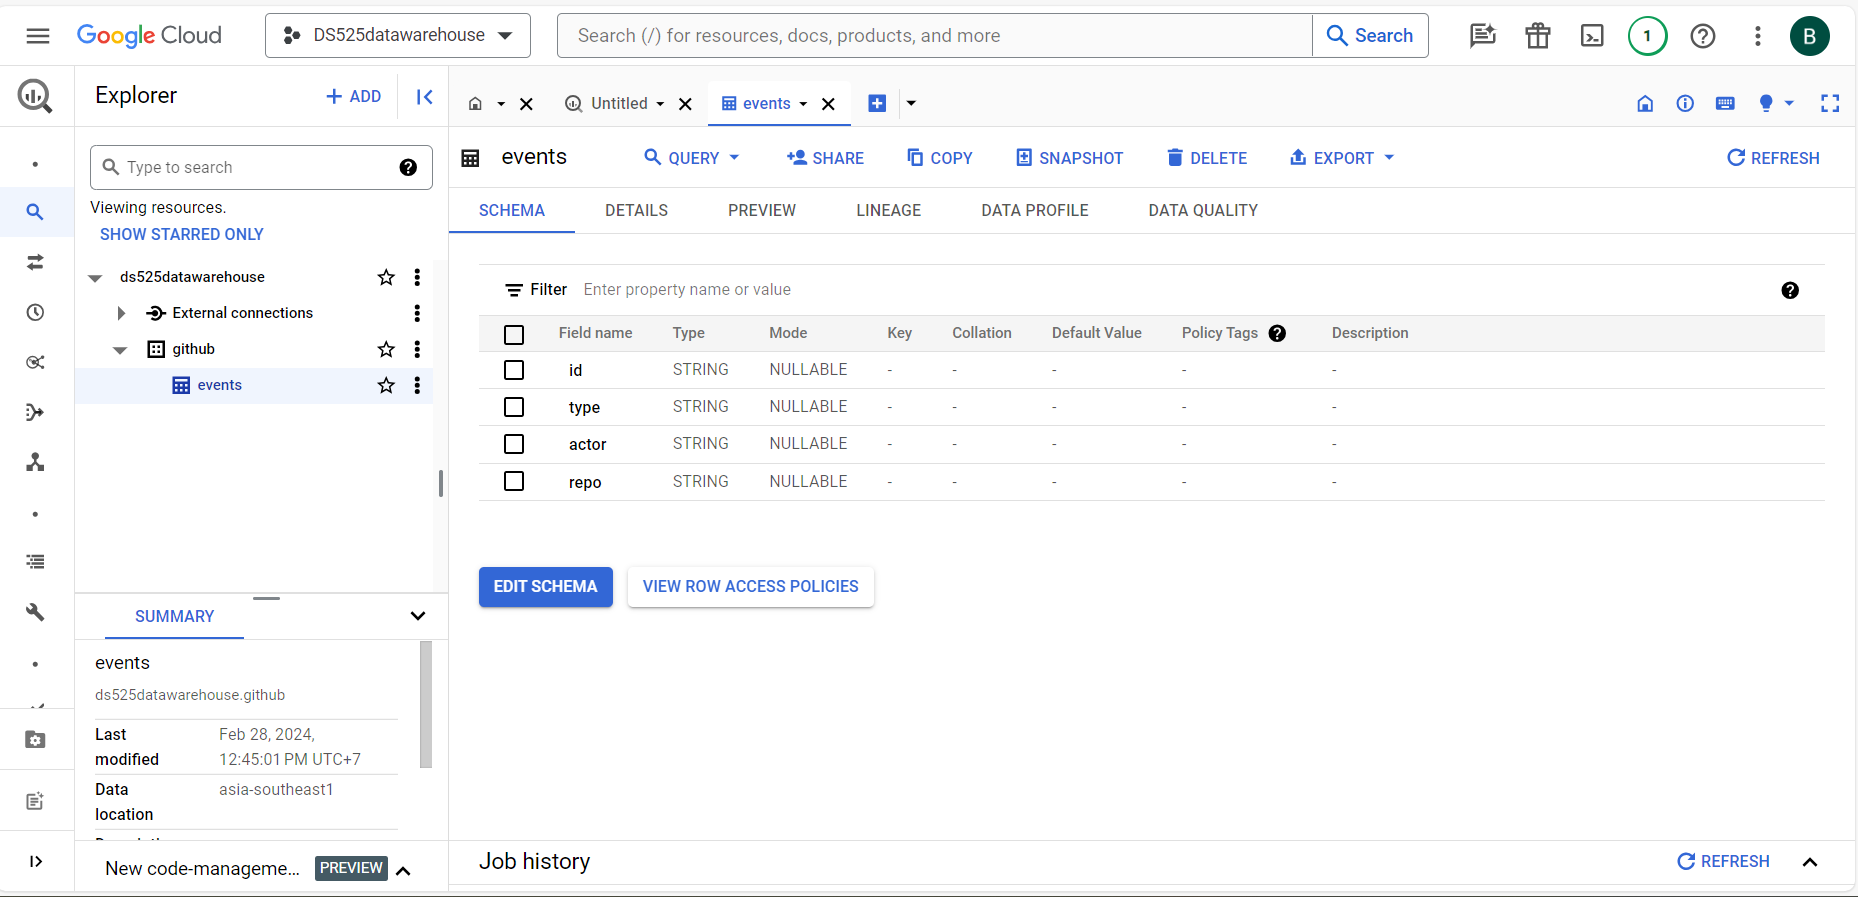 Google Cloud
DS525datawarehouse
Search (/) for resources, docs, products, and more
Search
1
B
Explorer
ADD
Untitled
events
Type to search
Viewing resources.
SHOW STARRED ONLY
ds525datawarehouse
External connections
github
events
events
QUERY
SHARE
COPY
SNAPSHOT
DELETE
EXPORT
REFRESH
SCHEMA
DETAILS
PREVIEW
LINEAGE
DATA PROFILE
DATA QUALITY
Filter Enter property name or value
Field name Type Mode Key Collation Default Value Policy Tags Description
id STRING NULLABLE - - - - -
type STRING NULLABLE - - - - -
actor STRING NULLABLE - - - - -
repo STRING NULLABLE - - - - -
EDIT SCHEMA
VIEW ROW ACCESS POLICIES
SUMMARY
events
ds525datawarehouse.github
Last modified Feb 28, 2024, 12:45:01 PM UTC+7
Data location asia-southeast1
New code-manageme... PREVIEW
Job history
REFRESH